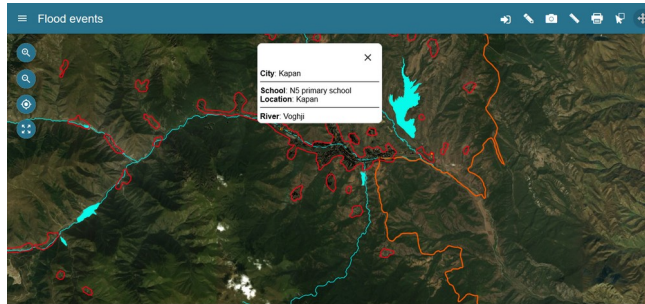 Flood events
City: Kapan
School: N5 primary school
Location: Kapan
River: Voghji